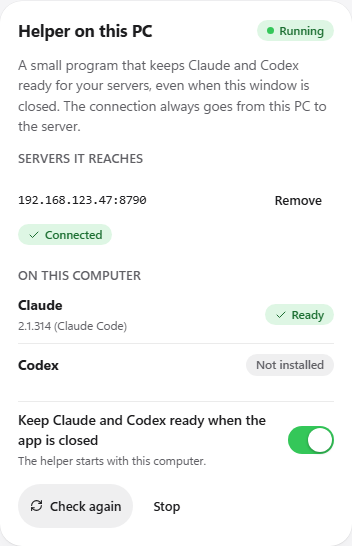 Helper on this PC
Running
A small program that keeps Claude and Codex
ready for your servers, even when this window is
closed. The connection always goes from this PC to
the server.
SERVERS IT REACHES
192.168.123.47:8790
Remove
Connected
ON THIS COMPUTER
Claude
Ready
2.1.314 (Claude Code)
Codex
Not installed
Keep Claude and Codex ready when the
app is closed
The helper starts with this computer.
Check again
Stop